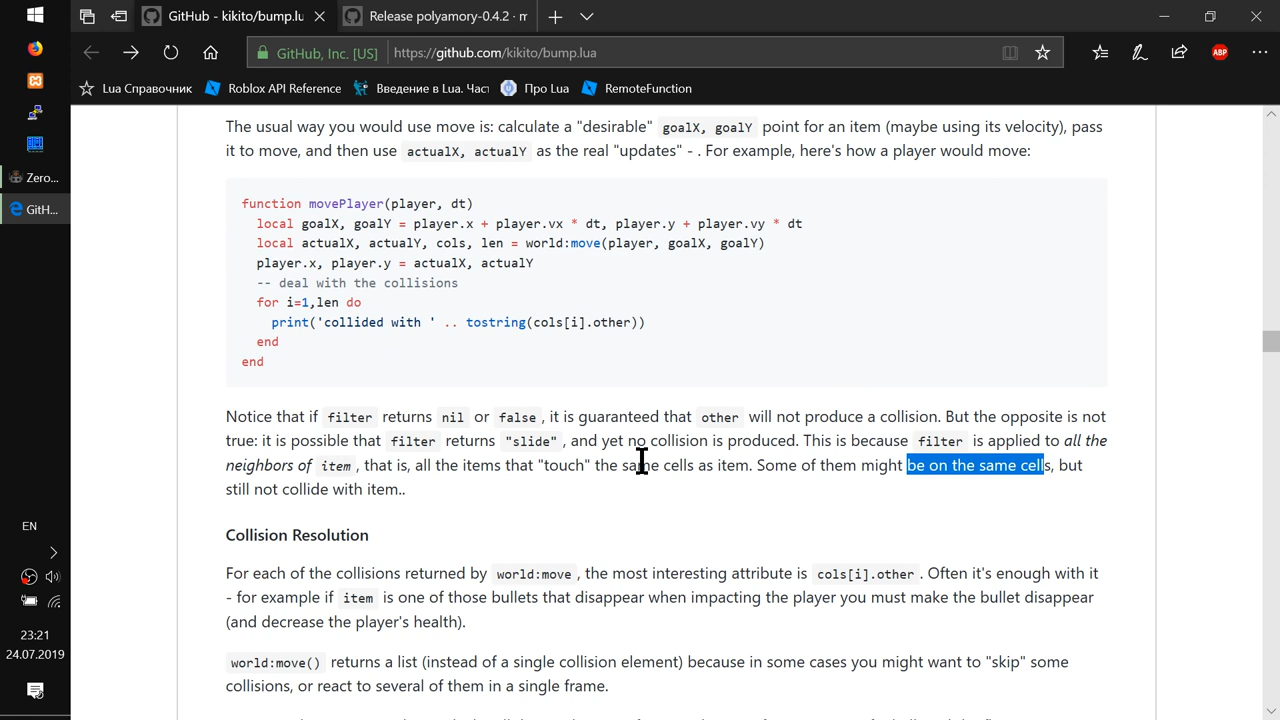 GitHub - kikito/bump.lu
Release polyamory-0.4.2 · m
GitHub, Inc. [US]
https://github.com/kikito/bump.lua
ABP
Lua Справочник
Roblox API Reference
Введение в Lua. Част
Про Lua
RemoteFunction
The usual way you would use move is: calculate a "desirable" goalX, goalY point for an item (maybe using its velocity), pass
it to move, and then use actualX, actualY as the real "updates" - . For example, here's how a player would move:
function movePlayer(player, dt)
local goalX, goalY = player.x + player.vx * dt, player.y + player.vy * dt
local actualX, actualY, cols, len = world:move(player, goalX, goalY)
player.x, player.y = actualX, actualY
-- deal with the collisions
for i=1,len do
print('collided with ' .. tostring(cols[i].other))
end
end
Notice that if filter returns nil or false , it is guaranteed that other will not produce a collision. But the opposite is not
true: it is possible that filter returns "slide" , and yet no collision is produced. This is because filter is applied to all the
neighbors of item , that is, all the items that "touch" the same cells as item. Some of them might be on the same cells, but
still not collide with item..
Collision Resolution
For each of the collisions returned by world:move , the most interesting attribute is cols[i].other . Often it's enough with it
- for example if item is one of those bullets that disappear when impacting the player you must make the bullet disappear
(and decrease the player's health).
world:move() returns a list (instead of a single collision element) because in some cases you might want to "skip" some
collisions, or react to several of them in a single frame.
Zero...
GitH...
EN
23:21
24.07.2019